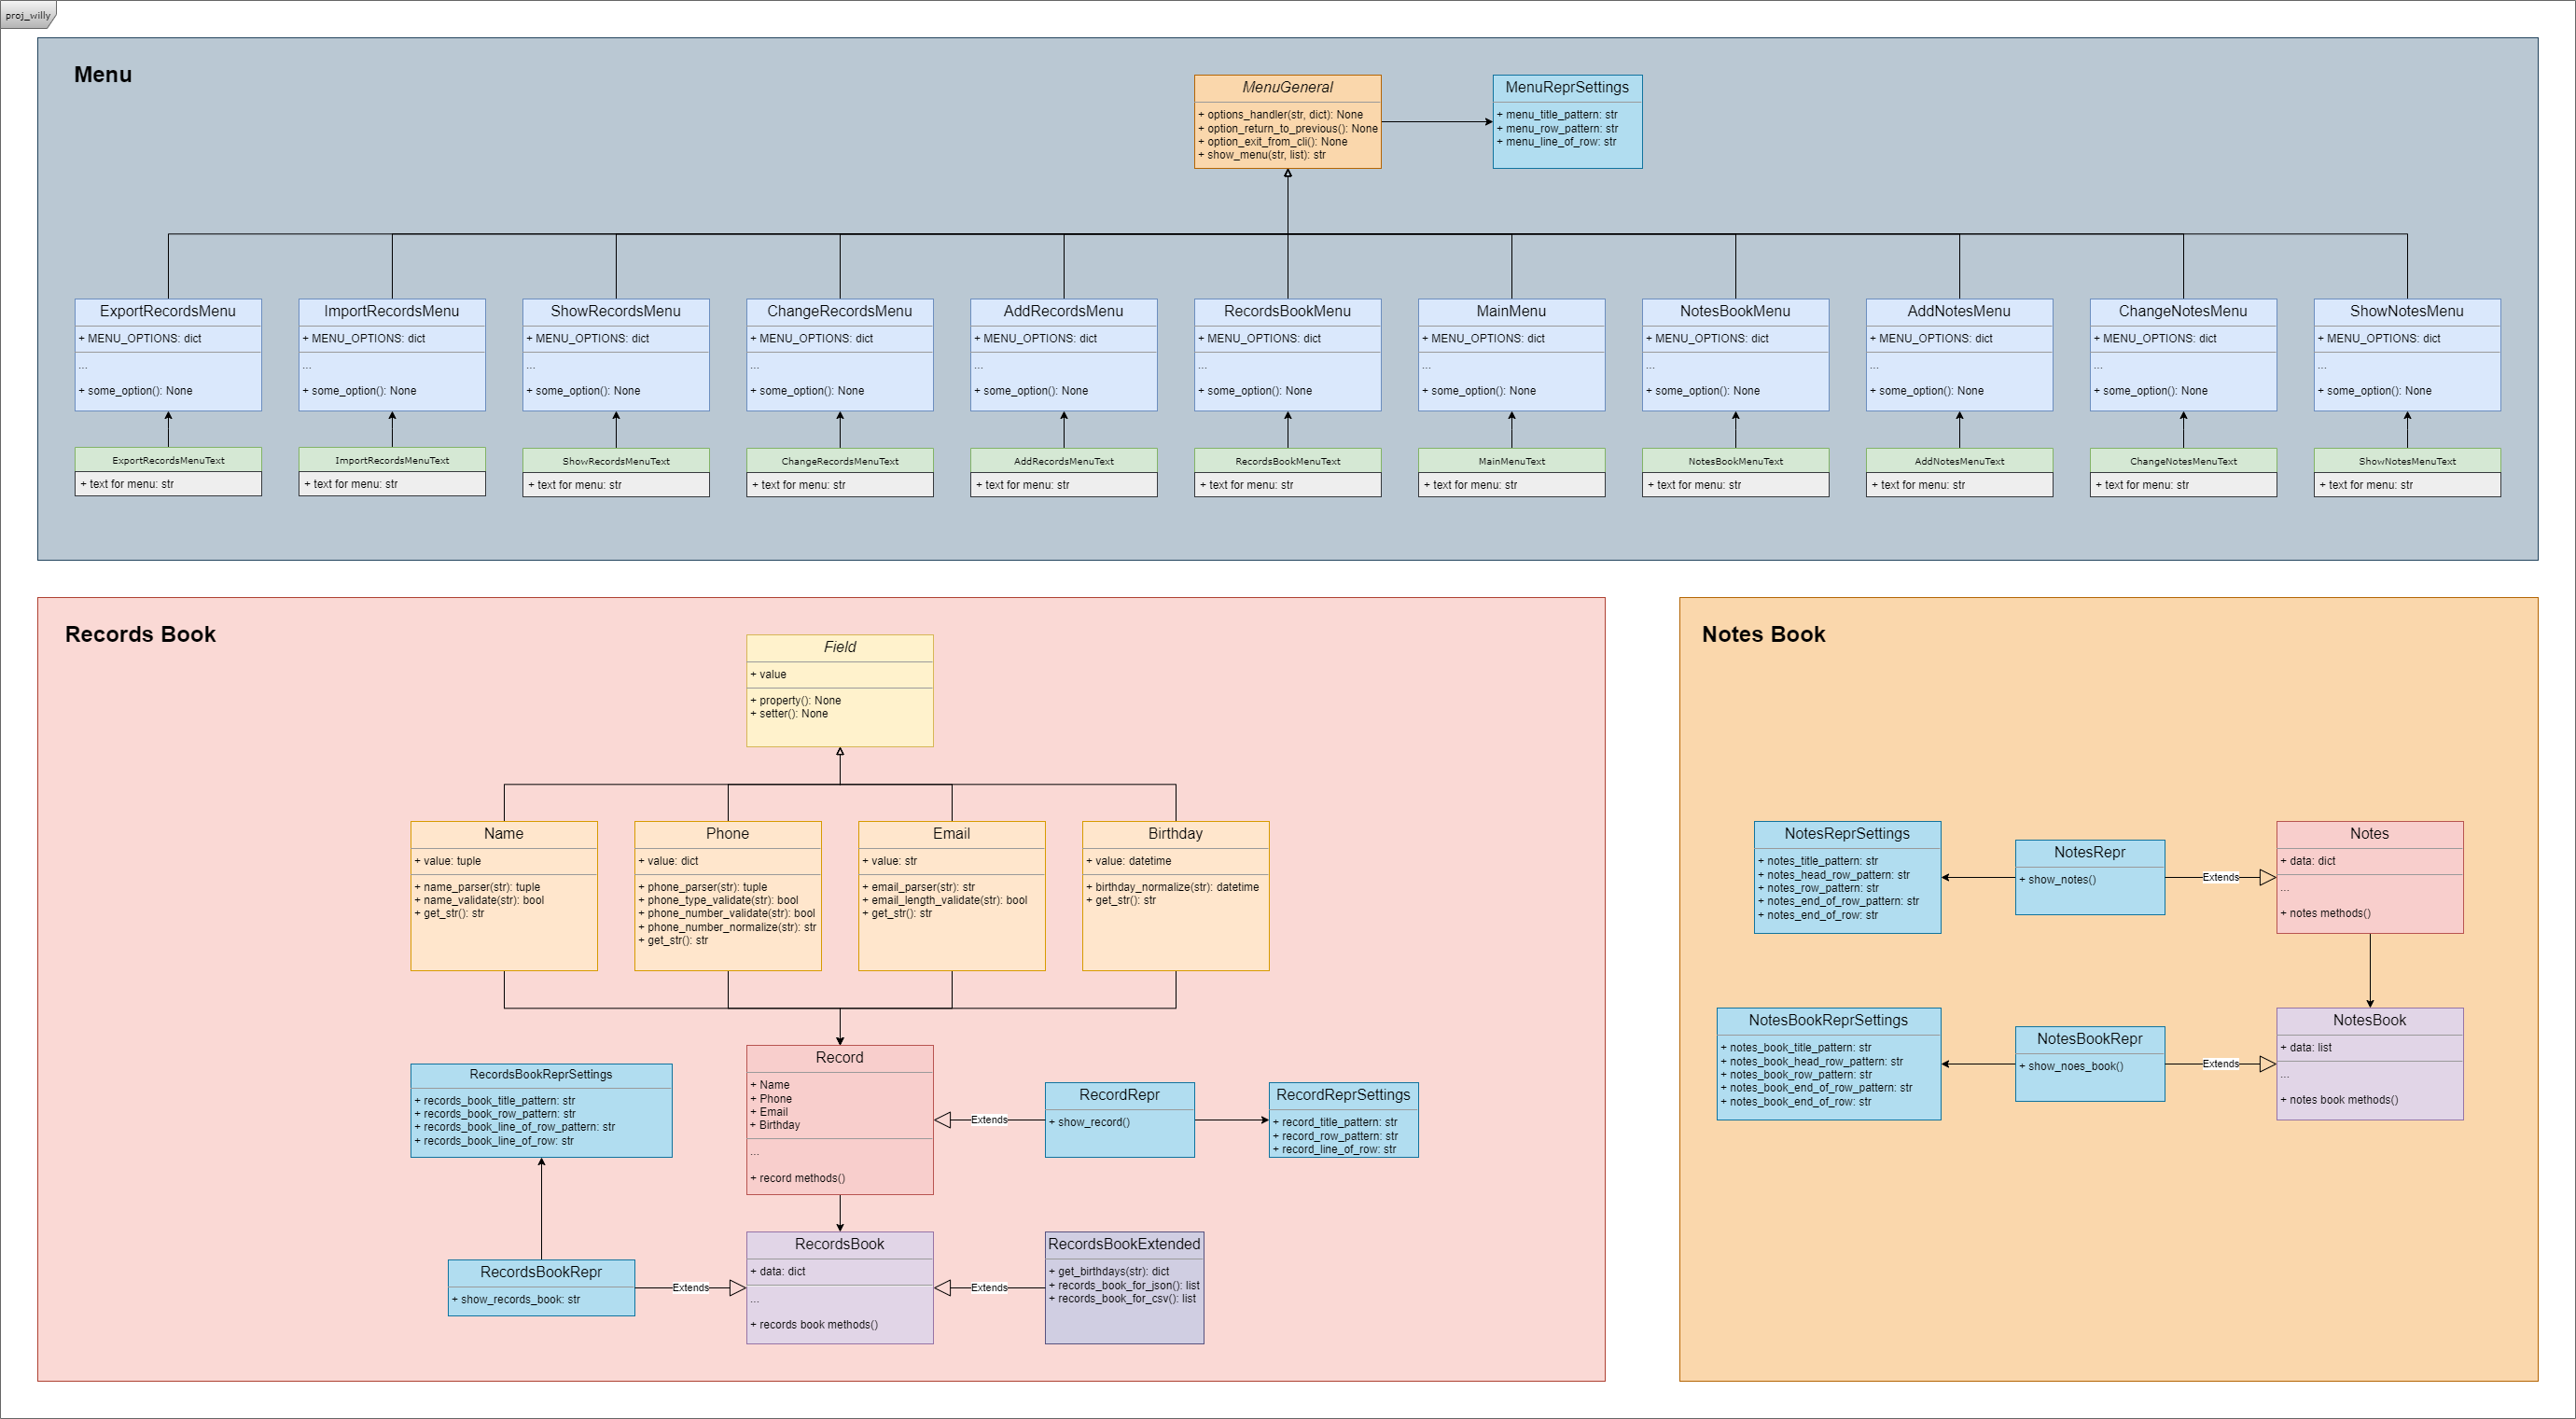 proj_willy
Menu
MenuGeneral
+ options_handler(str, dict): None
+ option_return_to_previous(): None
+ option_exit_from_cli(): None
+ show_menu(str, list): str
MenuReprSettings
+ menu_title_pattern: str
+ menu_row_pattern: str
+ menu_line_of_row: str
ExportRecordsMenu
+ MENU_OPTIONS: dict
...
+ some_option(): None
ImportRecordsMenu
+ MENU_OPTIONS: dict
...
+ some_option(): None
ShowRecordsMenu
+ MENU_OPTIONS: dict
...
+ some_option(): None
ChangeRecordsMenu
+ MENU_OPTIONS: dict
...
+ some_option(): None
AddRecordsMenu
+ MENU_OPTIONS: dict
...
+ some_option(): None
RecordsBookMenu
+ MENU_OPTIONS: dict
...
+ some_option(): None
MainMenu
+ MENU_OPTIONS: dict
...
+ some_option(): None
NotesBookMenu
+ MENU_OPTIONS: dict
...
+ some_option(): None
AddNotesMenu
+ MENU_OPTIONS: dict
...
+ some_option(): None
ChangeNotesMenu
+ MENU_OPTIONS: dict
...
+ some_option(): None
ShowNotesMenu
+ MENU_OPTIONS: dict
...
+ some_option(): None
ExportRecordsMenuText
+ text for menu: str
ImportRecordsMenuText
+ text for menu: str
ShowRecordsMenuText
+ text for menu: str
ChangeRecordsMenuText
+ text for menu: str
AddRecordsMenuText
+ text for menu: str
RecordsBookMenuText
+ text for menu: str
MainMenuText
+ text for menu: str
NotesBookMenuText
+ text for menu: str
AddNotesMenuText
+ text for menu: str
ChangeNotesMenuText
+ text for menu: str
ShowNotesMenuText
+ text for menu: str
Records Book
Field
+ value
+ property(): None
+ setter(): None
Name
+ value: tuple
+ name_parser(str): tuple
+ name_validate(str): bool
+ get_str(): str
Phone
+ value: dict
+ phone_parser(str): tuple
+ phone_type_validate(str): bool
+ phone_number_validate(str): bool
+ phone_number_normalize(str): str
+ get_str(): str
Email
+ value: str
+ email_parser(str): str
+ email_length_validate(str): bool
+ get_str(): str
Birthday
+ value: datetime
+ birthday_normalize(str): datetime
+ get_str(): str
Record
+ Name
+ Phone
+ Email
+ Birthday
...
+ record methods()
RecordsBookReprSettings
+ records_book_title_pattern: str
+ records_book_row_pattern: str
+ records_book_line_of_row_pattern: str
+ records_book_line_of_row: str
Extends
RecordRepr
+ show_record()
RecordReprSettings
+ record_title_pattern: str
+ record_row_pattern: str
+ record_line_of_row: str
RecordsBookRepr
+ show_records_book: str
Extends
RecordsBook
+ data: dict
...
+ records book methods()
Extends
RecordsBookExtended
+ get_birthdays(str): dict
+ records_book_for_json(): list
+ records_book_for_csv(): list
Notes Book
NotesReprSettings
+ notes_title_pattern: str
+ notes_head_row_pattern: str
+ notes_row_pattern: str
+ notes_end_of_row_pattern: str
+ notes_end_of_row: str
NotesRepr
+ show_notes()
Extends
Notes
+ data: dict
...
+ notes methods()
NotesBookReprSettings
+ notes_book_title_pattern: str
+ notes_book_head_row_pattern: str
+ notes_book_row_pattern: str
+ notes_book_end_of_row_pattern: str
+ notes_book_end_of_row: str
NotesBookRepr
+ show_noes_book()
Extends
NotesBook
+ data: list
...
+ notes book methods()